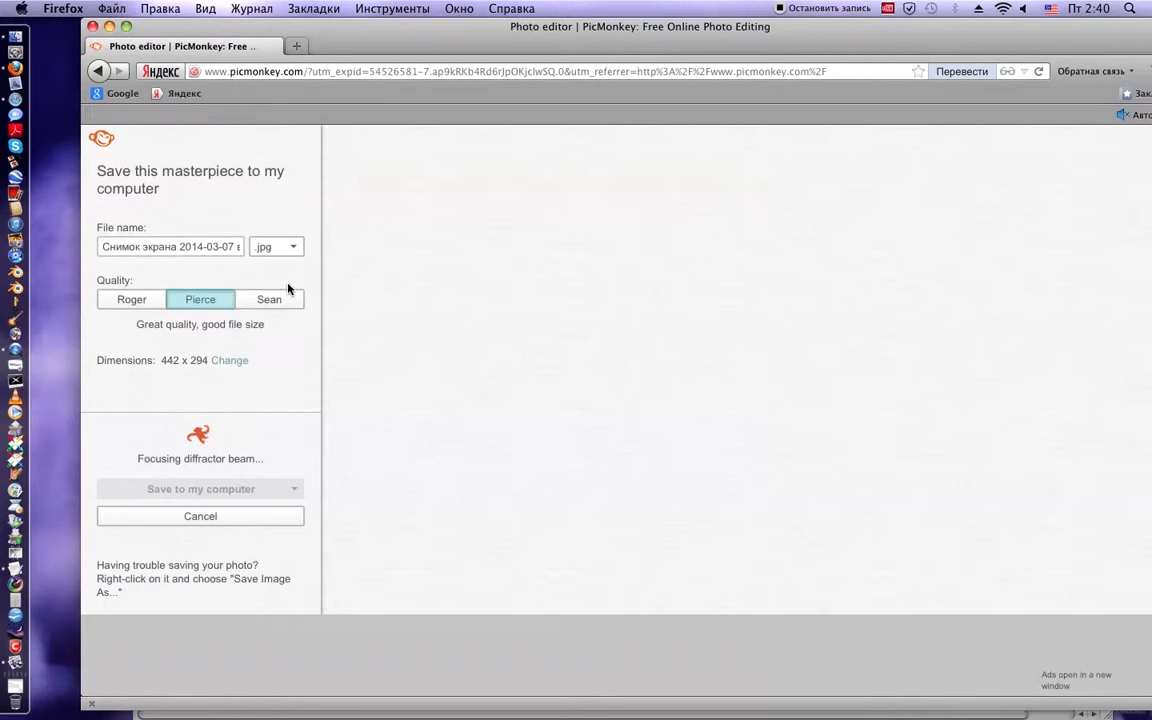 Firefox Файл Правка Вид Журнал Закладки Инструменты Окно Справка Остановить запись Пт 2:40
Photo editor | PicMonkey: Free Online Photo Editing
Photo editor | PicMonkey: Free ...
Яндекс www.picmonkey.com/?utm_expid=54526581-7.ap9kRKb4Rd6rJpOKjclwSQ.0&utm_referrer=http%3A%2F%2Fwww.picmonkey.com%2F Перевести Обратная связь
Google Яндекс Зак
Авто
Save this masterpiece to my
computer
File name:
Снимок экрана 2014-03-07 в .jpg
Quality:
Roger Pierce Sean
Great quality, good file size
Dimensions: 442 x 294 Change
Focusing diffractor beam...
Save to my computer
Cancel
Having trouble saving your photo?
Right-click on it and choose "Save Image
As..."
Ads open in a new
window